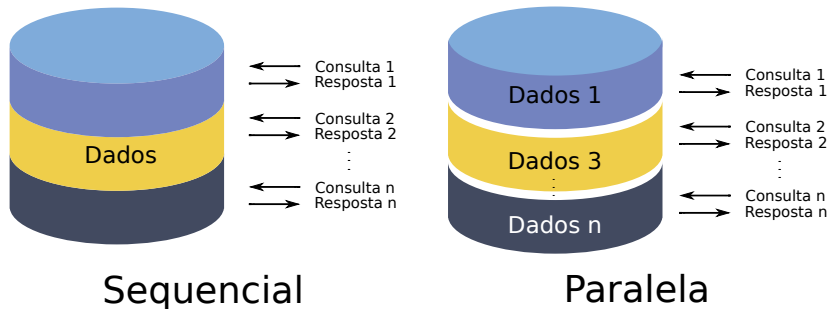 Consulta 1
Resposta 1
Consulta 2
Resposta 2
Dados
Consulta n
Resposta n
Sequencial
Dados 1
Consulta 1
Resposta 1
Consulta 2
Resposta 2
Dados 3
Consulta n
Resposta n
Dados n
Paralela